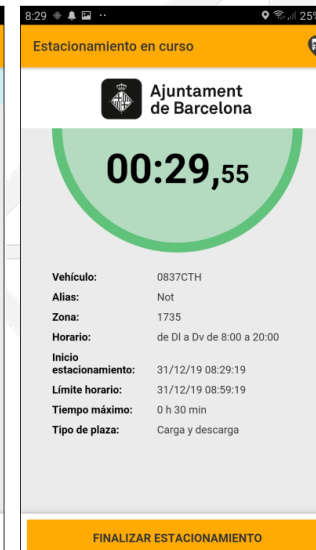 8:29
25%
Estacionamiento en curso
Ajuntament
de Barcelona
00:29,55
Vehículo: 0837CTH
Alias: Not
Zona: 1735
Horario: de Dl a Dv de 8:00 a 20:00
Inicio
estacionamiento: 31/12/19 08:29:19
Límite horario: 31/12/19 08:59:19
Tiempo máximo: 0 h 30 min
Tipo de plaza: Carga y descarga
FINALIZAR ESTACIONAMIENTO